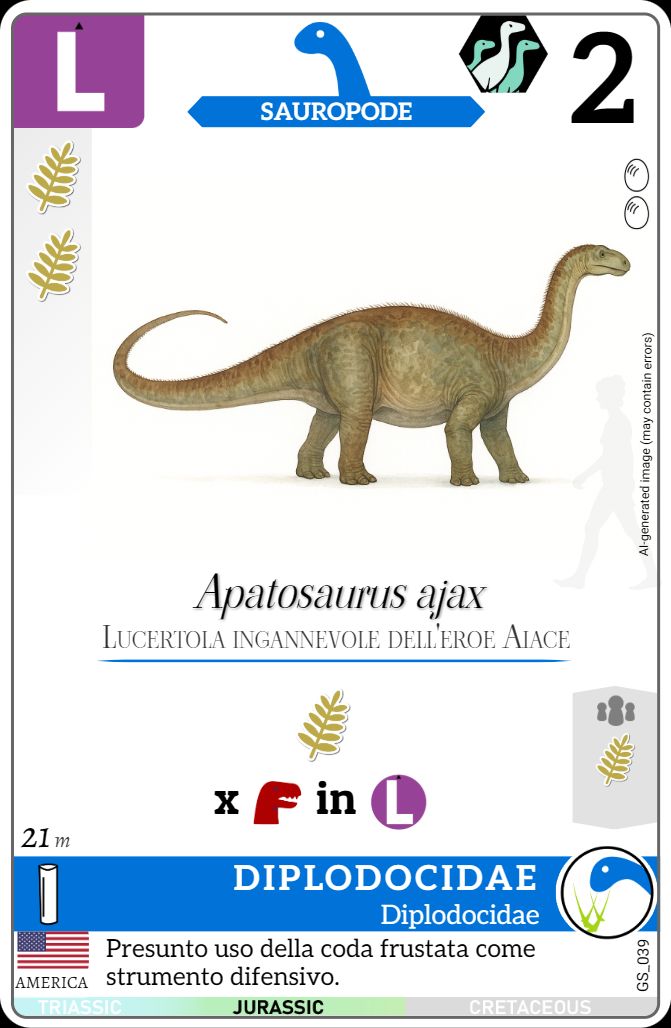 L
SAUROPODE
2
AI-generated image (may contain errors)
Apatosaurus ajax
Lucertola ingannevole dell'eroe Aiace
x in L
21 m
DIPLODOCIDAE
Diplodocidae
AMERICA
Presunto uso della coda frustata come
strumento difensivo.
GS_039
TRIASSIC JURASSIC CRETACEOUS